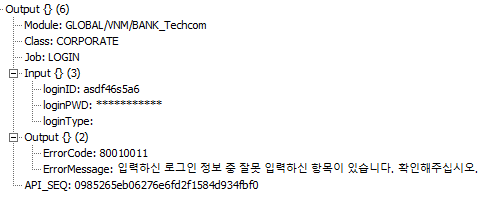 Output {} (6)
Module: GLOBAL/VNM/BANK_Techcom
Class: CORPORATE
Job: LOGIN
Input {} (3)
loginID: asdf46s5a6
loginPWD: ***********
loginType:
Output {} (2)
ErrorCode: 80010011
ErrorMessage: 입력하신 로그인 정보 중 잘못 입력하신 항목이 있습니다. 확인해주십시오.
API_SEQ: 0985265eb06276e6fd2f1584d934fbf0